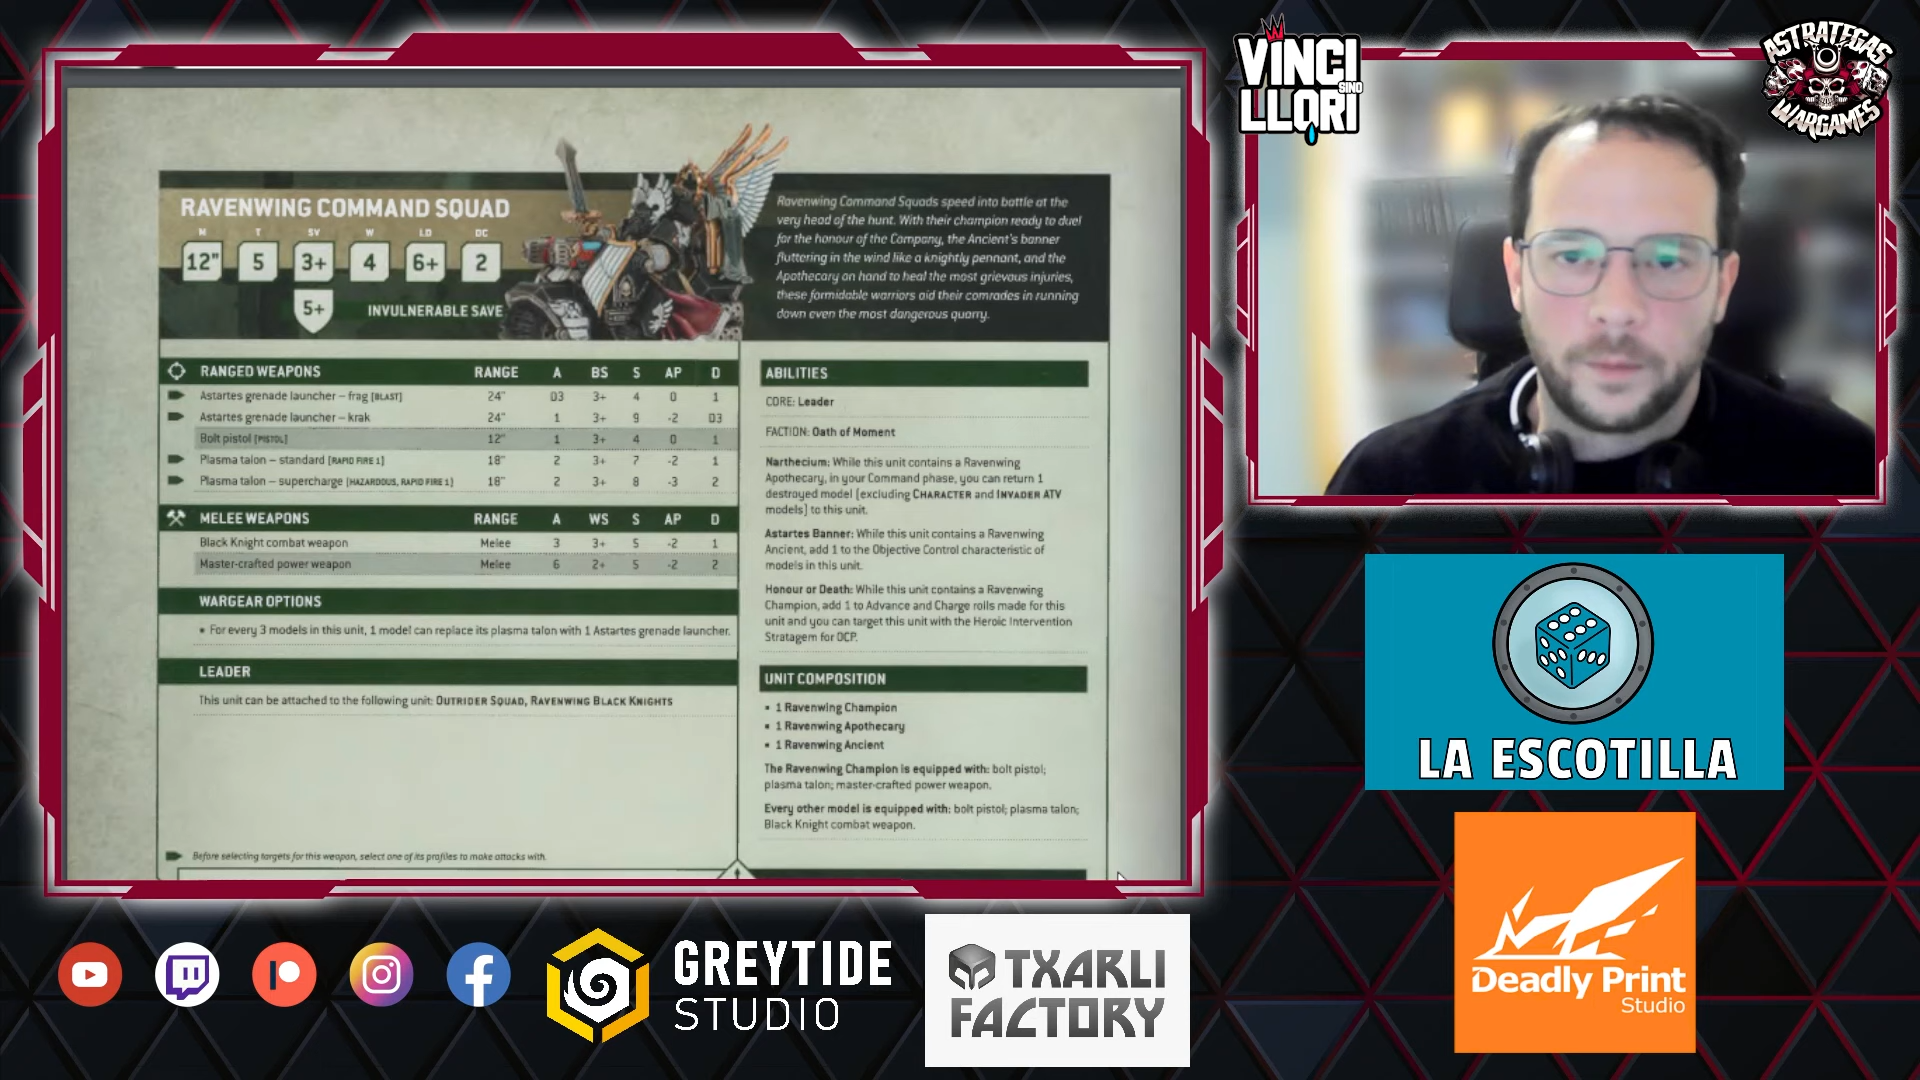 RAVENWING COMMAND SQUAD
M T SV W LD OC
12" 5 3+ 4 6+ 2
5+ INVULNERABLE SAVE
Ravenwing Command Squads speed into battle at the
very head of the hunt. With their champion ready to duel
for the honour of the Company, the Ancient's banner
fluttering in the wind like a knightly pennant, and the
Apothecary on hand to heal the most grievous injuries,
these formidable warriors aid their comrades in running
down even the most dangerous quarry.
RANGED WEAPONS RANGE A BS S AP D
Astartes grenade launcher – frag [BLAST] 24" D3 3+ 4 0 1
Astartes grenade launcher – krak 24" 1 3+ 9 -2 D3
Bolt pistol [PISTOL] 12" 1 3+ 4 0 1
Plasma talon – standard [RAPID FIRE 1] 18" 2 3+ 7 -2 1
Plasma talon – supercharge [HAZARDOUS, RAPID FIRE 1] 18" 2 3+ 8 -3 2
MELEE WEAPONS RANGE A WS S AP D
Black Knight combat weapon Melee 3 3+ 5 -2 1
Master-crafted power weapon Melee 6 2+ 5 -2 2
WARGEAR OPTIONS
▪ For every 3 models in this unit, 1 model can replace its plasma talon with 1 Astartes grenade launcher.
LEADER
This unit can be attached to the following unit: OUTRIDER SQUAD, RAVENWING BLACK KNIGHTS
Before selecting targets for this weapon, select one of its profiles to make attacks with.
ABILITIES
CORE: Leader
FACTION: Oath of Moment
Narthecium: While this unit contains a Ravenwing
Apothecary, in your Command phase, you can return 1
destroyed model [excluding CHARACTER and INVADER ATV
models] to this unit.
Astartes Banner: While this unit contains a Ravenwing
Ancient, add 1 to the Objective Control characteristic of
models in this unit.
Honour or Death: While this unit contains a Ravenwing
Champion, add 1 to Advance and Charge rolls made for this
unit and you can target this unit with the Heroic Intervention
Stratagem for 0CP.
UNIT COMPOSITION
▪ 1 Ravenwing Champion
▪ 1 Ravenwing Apothecary
▪ 1 Ravenwing Ancient
The Ravenwing Champion is equipped with: bolt pistol;
plasma talon; master-crafted power weapon.
Every other model is equipped with: bolt pistol; plasma talon;
Black Knight combat weapon.
VINCI
SINO
LLORI
ASTRATEGAS
WARGAMES
LA ESCOTILLA
Deadly Print
Studio
GREYTIDE
STUDIO
TXARLI
FACTORY